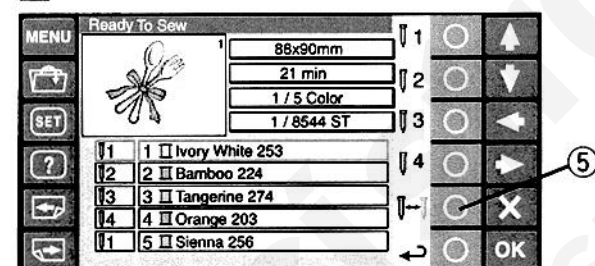 Ready To Sew
MENU
1
86x90mm
1
21 min
2
1 / 5 Color
SET
1 / 8544 ST
3
1 1 Ivory White 253
4
?
2 2 Bamboo 224
5
3 3 Tangerine 274
4 4 Orange 203
X
1 5 Sienna 256
OK